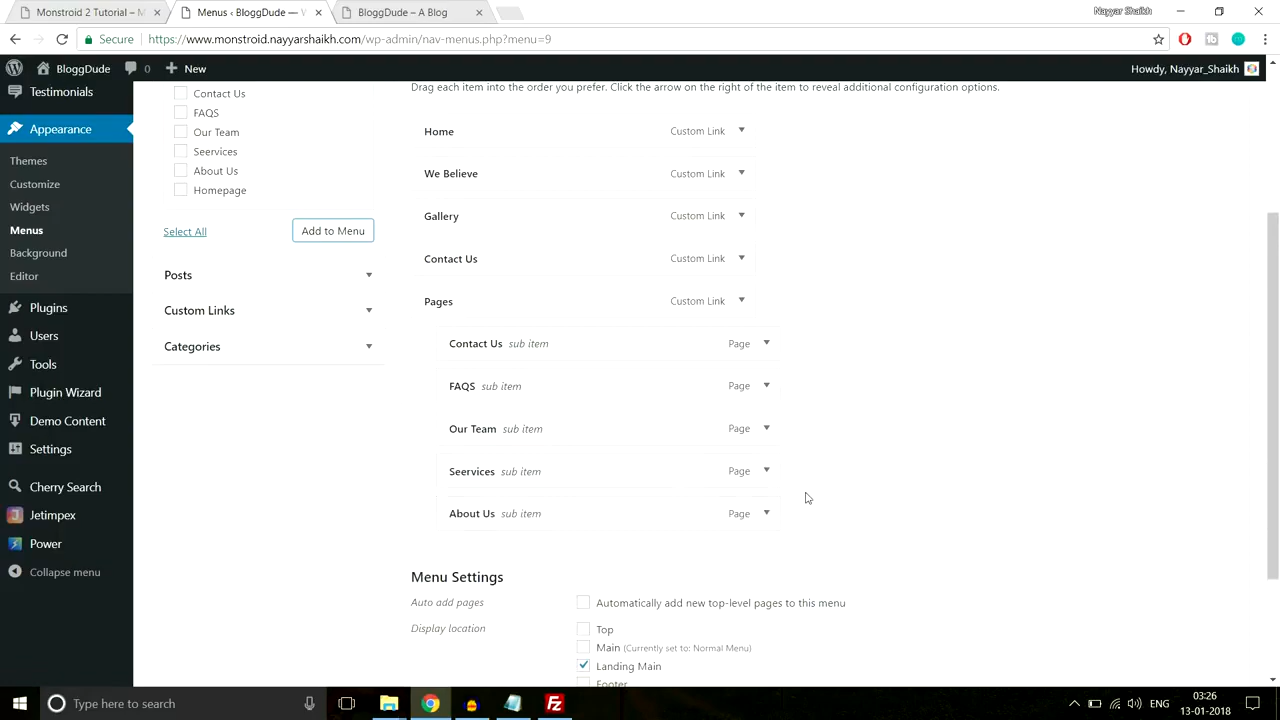 Monstroid 2 Tutorial – M
Menus ‹ BloggDude — V
BloggDude – A Blog
Nayyar Shaikh
Secure
https://www.monstroid.nayyarshaikh.com/wp-admin/nav-menus.php?menu=9
BloggDude
0
New
Howdy, Nayyar_Shaikh
Testimonials
Appearance
Themes
Customize
Widgets
Menus
Background
Editor
Plugins
Users
Tools
Plugin Wizard
Demo Content
Settings
Cherry Search
Jetimpex
Power
Collapse menu
Contact Us
FAQS
Our Team
Seervices
About Us
Homepage
Select All
Add to Menu
Posts
Custom Links
Categories
Drag each item into the order you prefer. Click the arrow on the right of the item to reveal additional configuration options.
Home Custom Link
We Believe Custom Link
Gallery Custom Link
Contact Us Custom Link
Pages Custom Link
Contact Us sub item Page
FAQS sub item Page
Our Team sub item Page
Seervices sub item Page
About Us sub item Page
Menu Settings
Auto add pages
Automatically add new top-level pages to this menu
Display location
Top
Main (Currently set to: Normal Menu)
Landing Main
Footer
Type here to search
ENG
03:26
13-01-2018